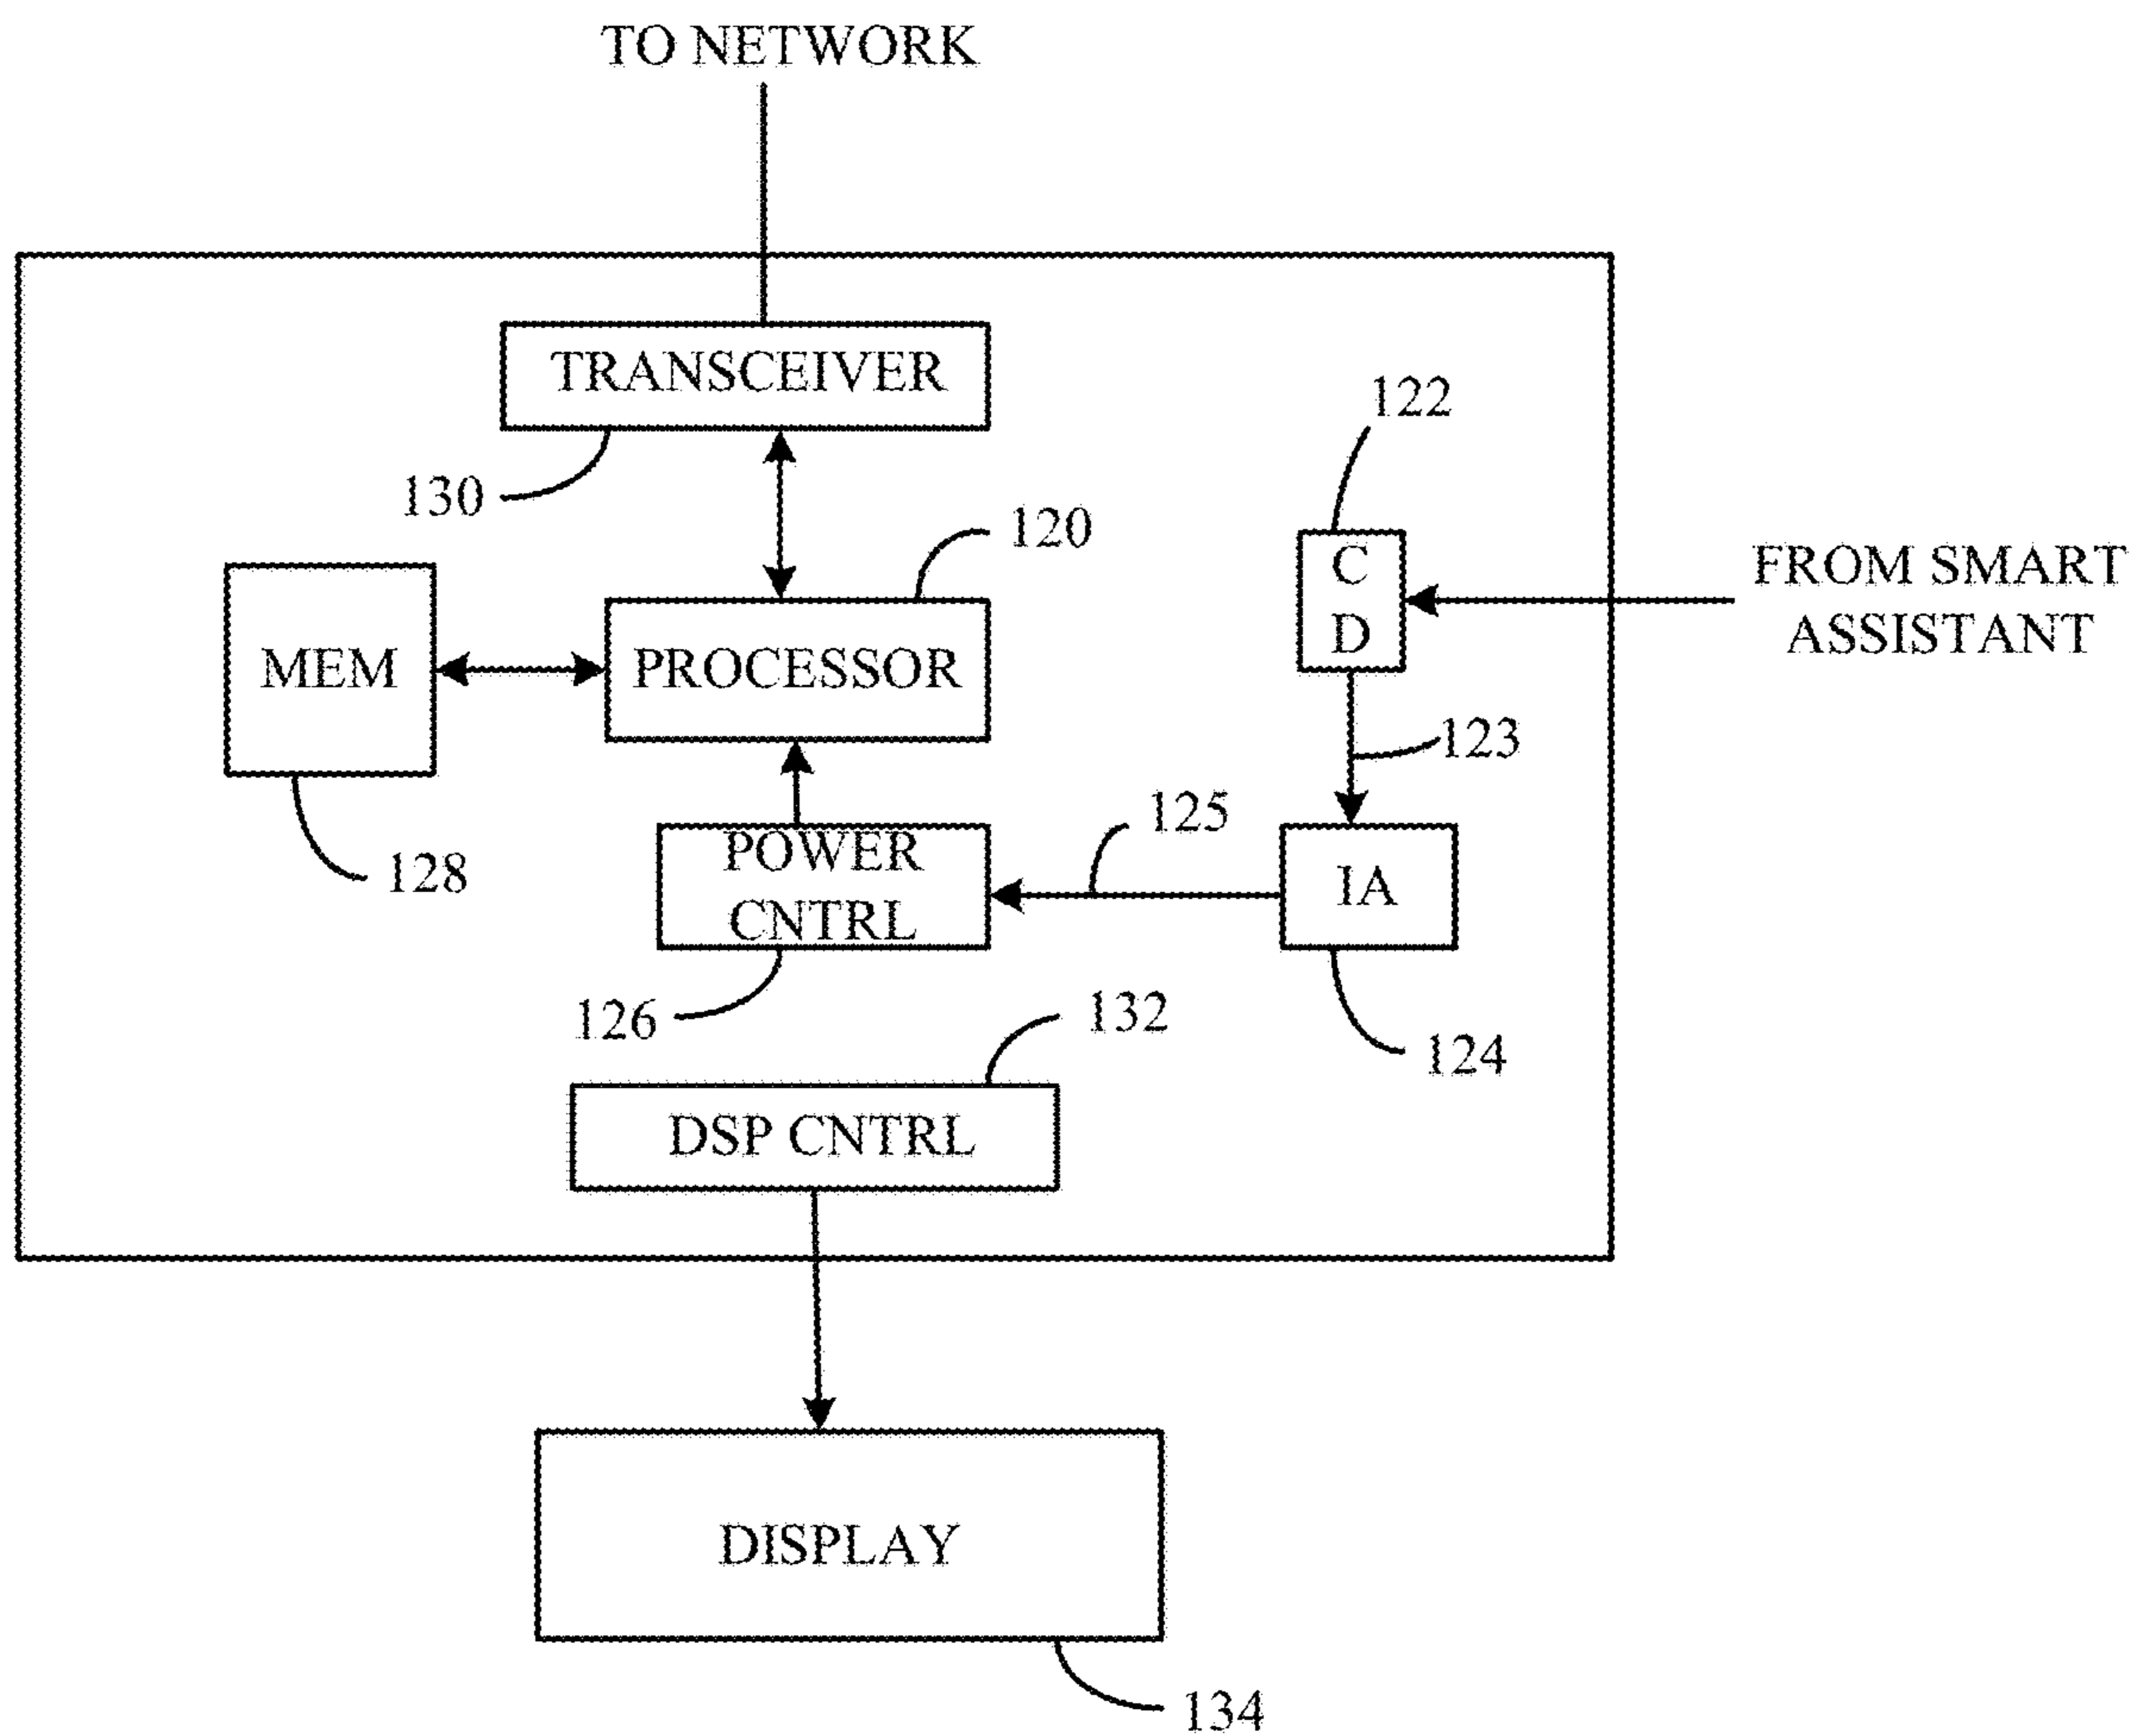 TO NETWORK
TRANSCEIVER
122
130
120
C
D
FROM SMART
ASSISTANT
MEM
PROCESSOR
123
125
POWER
CNTRL
IA
128
126
132
124
DSP CNTRL
DISPLAY
134